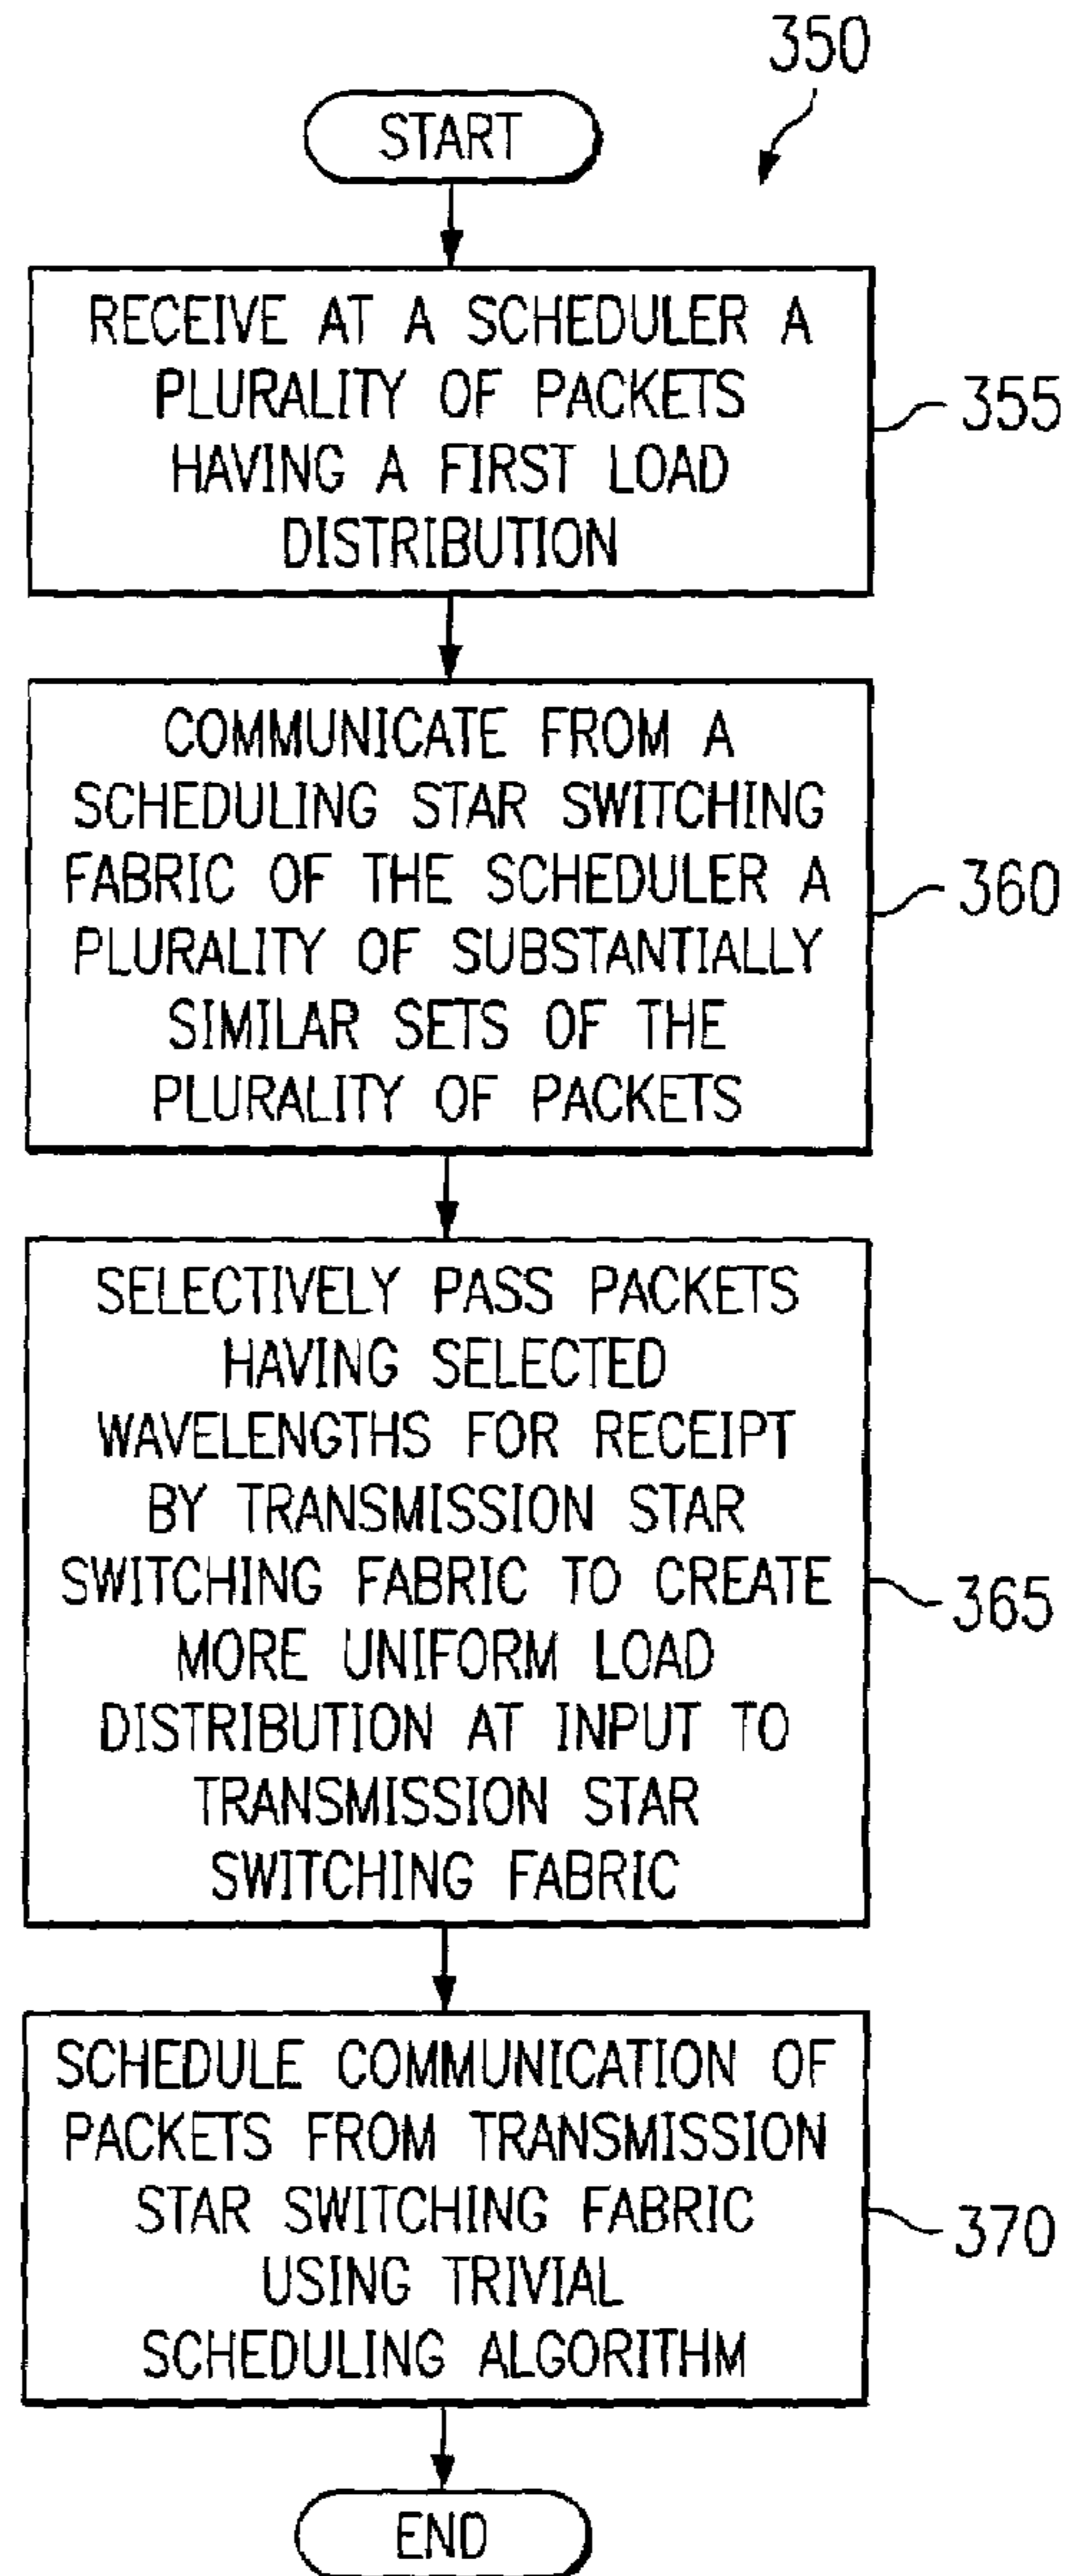 350
START
RECEIVE AT A SCHEDULER A
PLURALITY OF PACKETS
HAVING A FIRST LOAD
DISTRIBUTION
355
COMMUNICATE FROM A
SCHEDULING STAR SWITCHING
FABRIC OF THE SCHEDULER A
PLURALITY OF SUBSTANTIALLY
SIMILAR SETS OF THE
PLURALITY OF PACKETS
360
SELECTIVELY PASS PACKETS
HAVING SELECTED
WAVELENGTHS FOR RECEIPT
BY TRANSMISSION STAR
SWITCHING FABRIC TO CREATE
MORE UNIFORM LOAD
DISTRIBUTION AT INPUT TO
TRANSMISSION STAR
SWITCHING FABRIC
365
SCHEDULE COMMUNICATION OF
PACKETS FROM TRANSMISSION
STAR SWITCHING FABRIC
USING TRIVIAL
SCHEDULING ALGORITHM
370
END